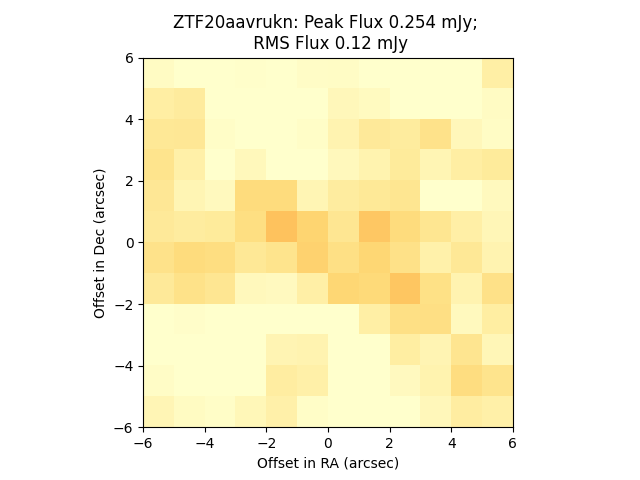 ZTF20aavrukn: Peak Flux 0.254 mJy;
RMS Flux 0.12 mJy
6
4
2
0
−2
−4
−6
Offset in Dec (arcsec)
−6 −4 −2 0 2 4 6
Offset in RA (arcsec)